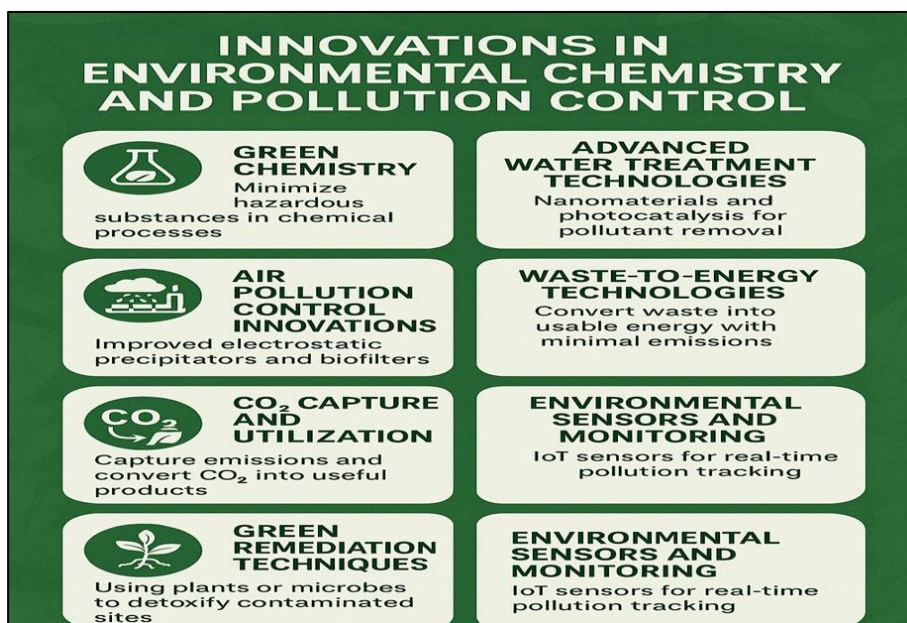 INNOVATIONS IN
ENVIRONMENTAL CHEMISTRY
AND POLLUTION CONTROL
GREEN
CHEMISTRY
Minimize
hazardous
substances in chemical
processes
ADVANCED
WATER TREATMENT
TECHNOLOGIES
Nanomaterials and
photocatalysis for
pollutant removal
AIR
POLLUTION
CONTROL
INNOVATIONS
Improved electrostatic
precipitators and biofilters
WASTE-TO-ENERGY
TECHNOLOGIES
Convert waste into
usable energy with
minimal emissions
CO₂
CO₂ CAPTURE
AND
UTILIZATION
Capture emissions and
convert CO₂ into useful
products
ENVIRONMENTAL
SENSORS AND
MONITORING
IoT sensors for real-time
pollution tracking
GREEN
REMEDIATION
TECHNIQUES
Using plants or microbes
to detoxify contaminated
sites
ENVIRONMENTAL
SENSORS AND
MONITORING
IoT sensors for real-time
pollution tracking